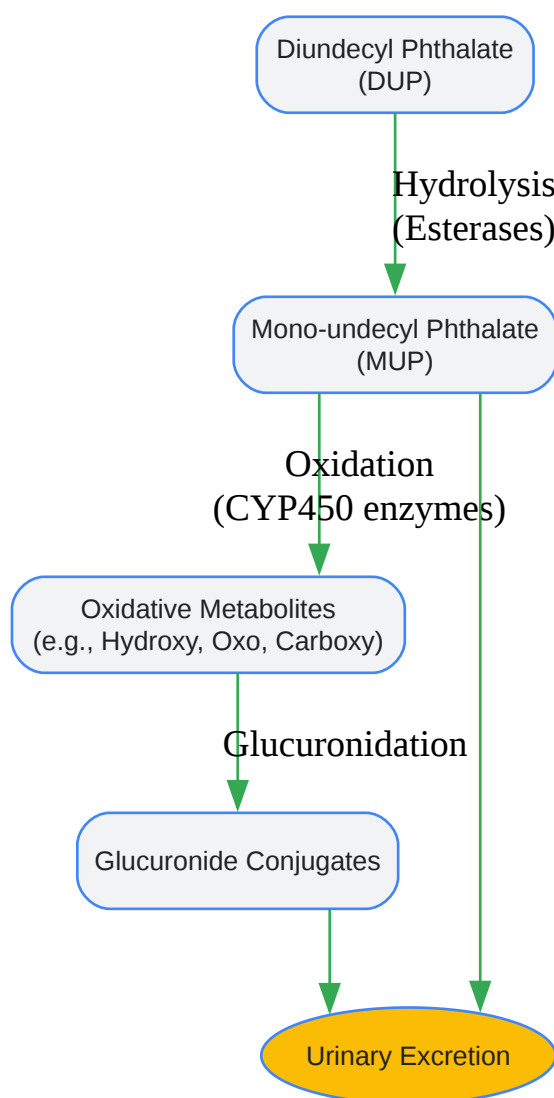 Diundecyl Phthalate
(DUP)
Hydrolysis
(Esterases)
Mono-undecyl Phthalate
(MUP)
Oxidation
(CYP450 enzymes)
Oxidative Metabolites
(e.g., Hydroxy, Oxo, Carboxy)
Glucuronidation
Glucuronide Conjugates
Urinary Excretion